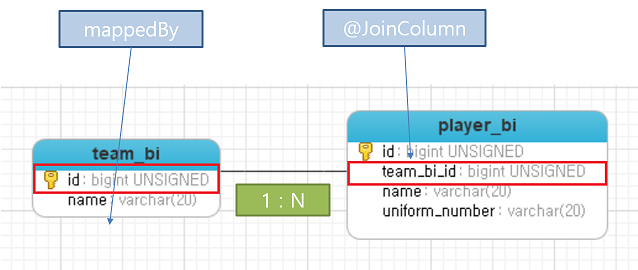 mappedBy
@JoinColumn
team_bi
id : bigint UNSIGNED
name : varchar(20)
1 : N
player_bi
id : bigint UNSIGNED
team_bi_id : bigint UNSIGNED
name : varchar(20)
uniform_number : varchar(20)